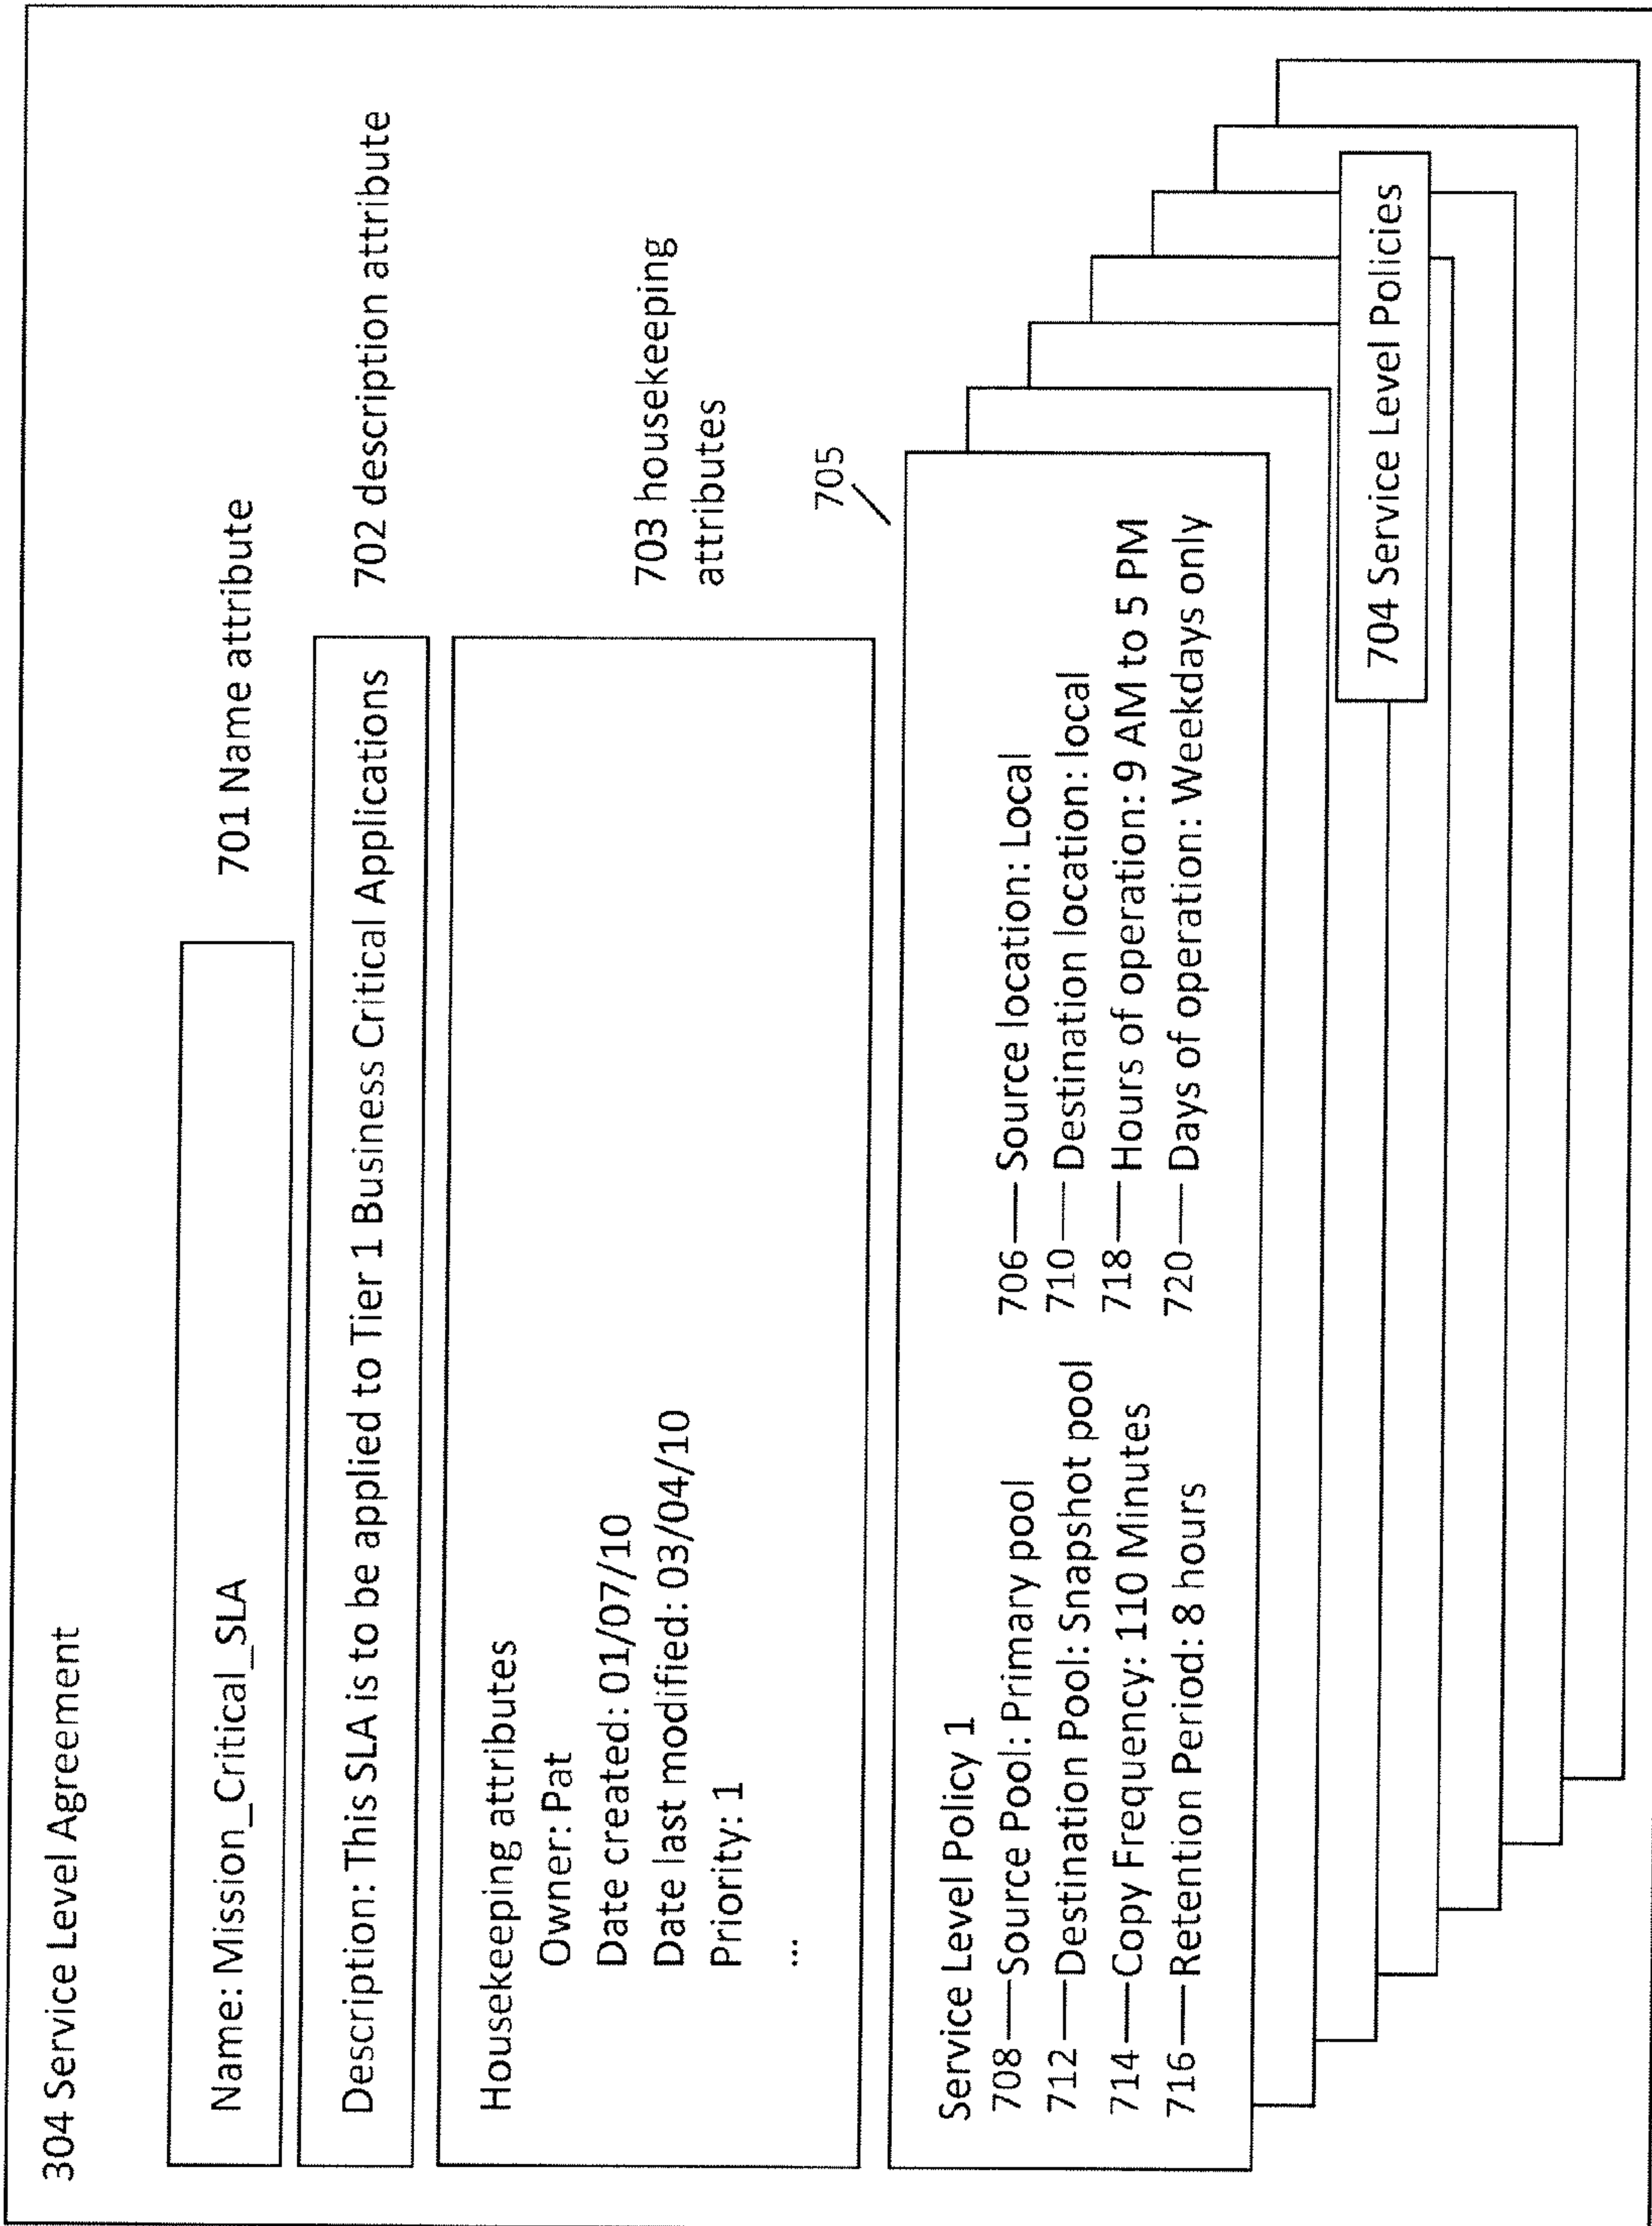 304 Service Level Agreement
Name: Mission_Critical_SLA
701 Name attribute
Description: This SLA is to be applied to Tier 1 Business Critical Applications
702 description attribute
Housekeeping attributes
Owner: Pat
Date created: 01/07/10
Date last modified: 03/04/10
Priority: 1
...
703 housekeeping
attributes
705
Service Level Policy 1
708 Source Pool: Primary pool
706 Source location: Local
712 Destination Pool: Snapshot pool
710 Destination location: local
714 Copy Frequency: 110 Minutes
718 Hours of operation: 9 AM to 5 PM
716 Retention Period: 8 hours
720 Days of operation: Weekdays only
704 Service Level Policies